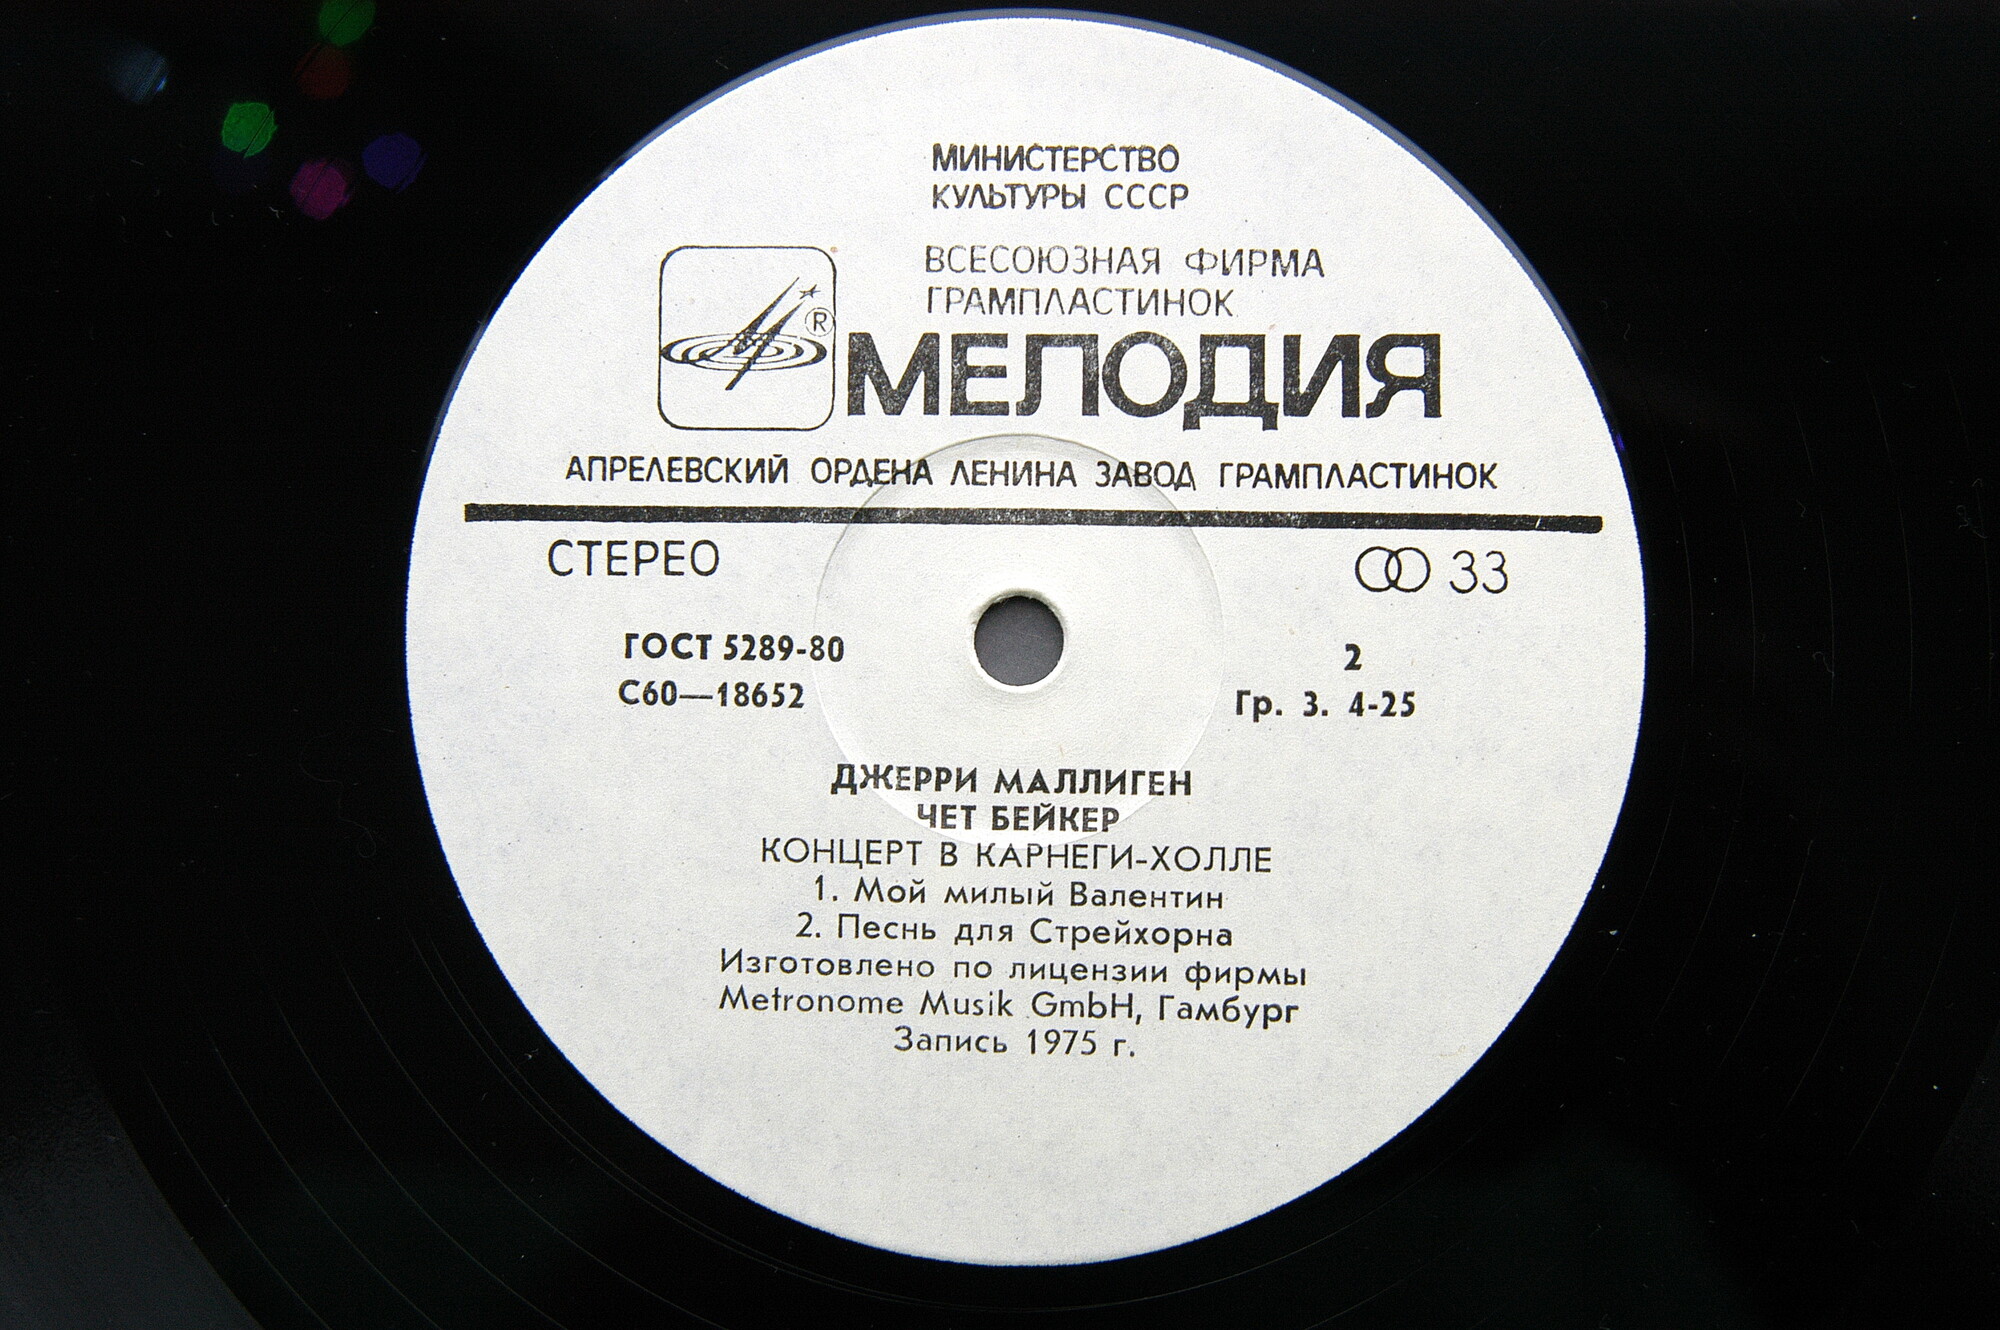 МИНИСТЕРСТВО
КУЛЬТУРЫ СССР
ВСЕСОЮЗНАЯ ФИРМА
ГРАМПЛАСТИНОК
®
МЕЛОДИЯ
АПРЕЛЕВСКИЙ ОРДЕНА ЛЕНИНА ЗАВОД ГРАМПЛАСТИНОК
СТЕРЕО
33
ГОСТ 5289-80
2
С60—18652
Гр. 3. 4-25
ДЖЕРРИ МАЛЛИГЕН
ЧЕТ БЕЙКЕР
КОНЦЕРТ В КАРНЕГИ-ХОЛЛЕ
1. Мой милый Валентин
2. Песнь для Стрейхорна
Изготовлено по лицензии фирмы
Metronome Musik GmbH, Гамбург
Запись 1975 г.